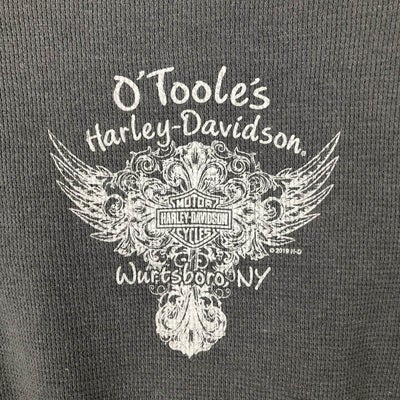 O'Toole's
Harley-Davidson®
MOTOR
HARLEY-DAVIDSON
CYCLES
© 2019 H-D
Wurtsboro, NY